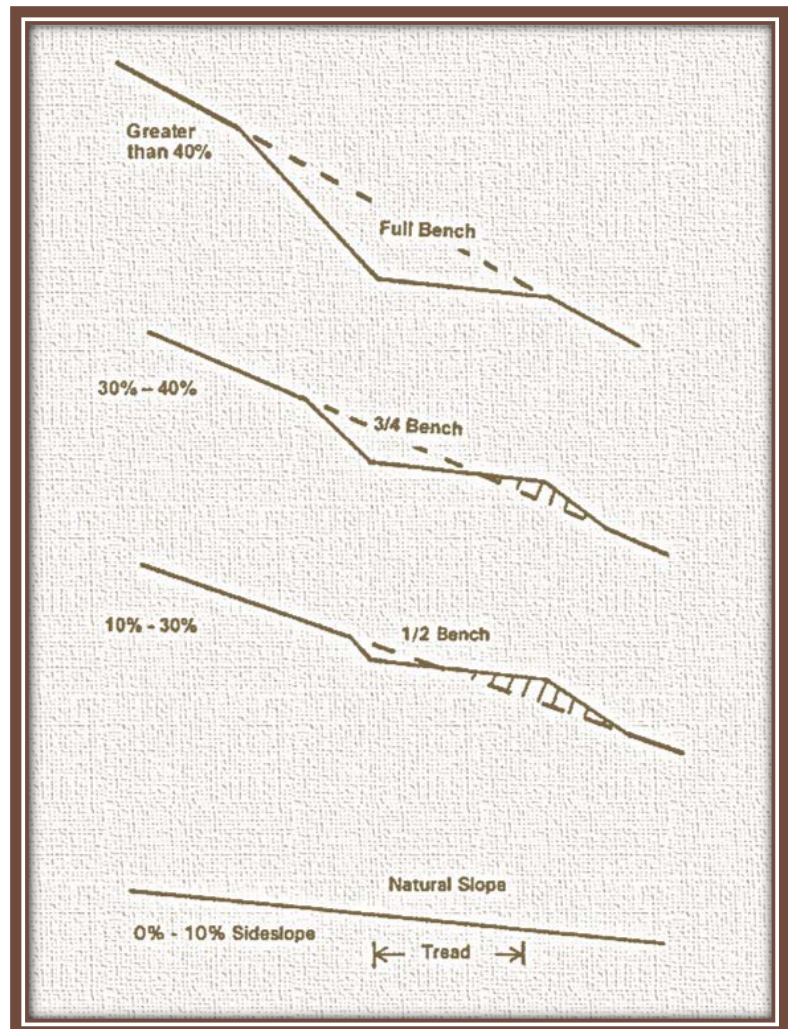 Greater
than 40%
Full Bench
30% – 40%
3/4 Bench
10% - 30%
1/2 Bench
Natural Slope
0% - 10% Sideslope
Tread